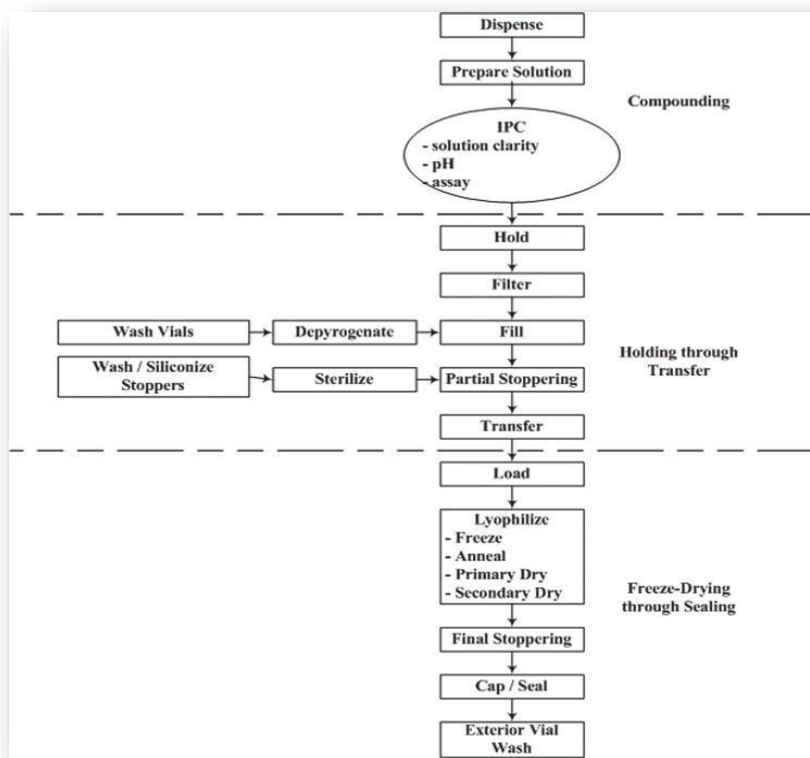 Dispense
Prepare Solution
Compounding
IPC
- solution clarity
- pH
- assay
Hold
Filter
Wash Vials
Depyrogenate
Fill
Holding through
Transfer
Wash / Siliconize
Stoppers
Sterilize
Partial Stoppering
Transfer
Load
Lyophilize
- Freeze
- Anneal
- Primary Dry
- Secondary Dry
Freeze-Drying
through Sealing
Final Stoppering
Cap / Seal
Exterior Vial
Wash